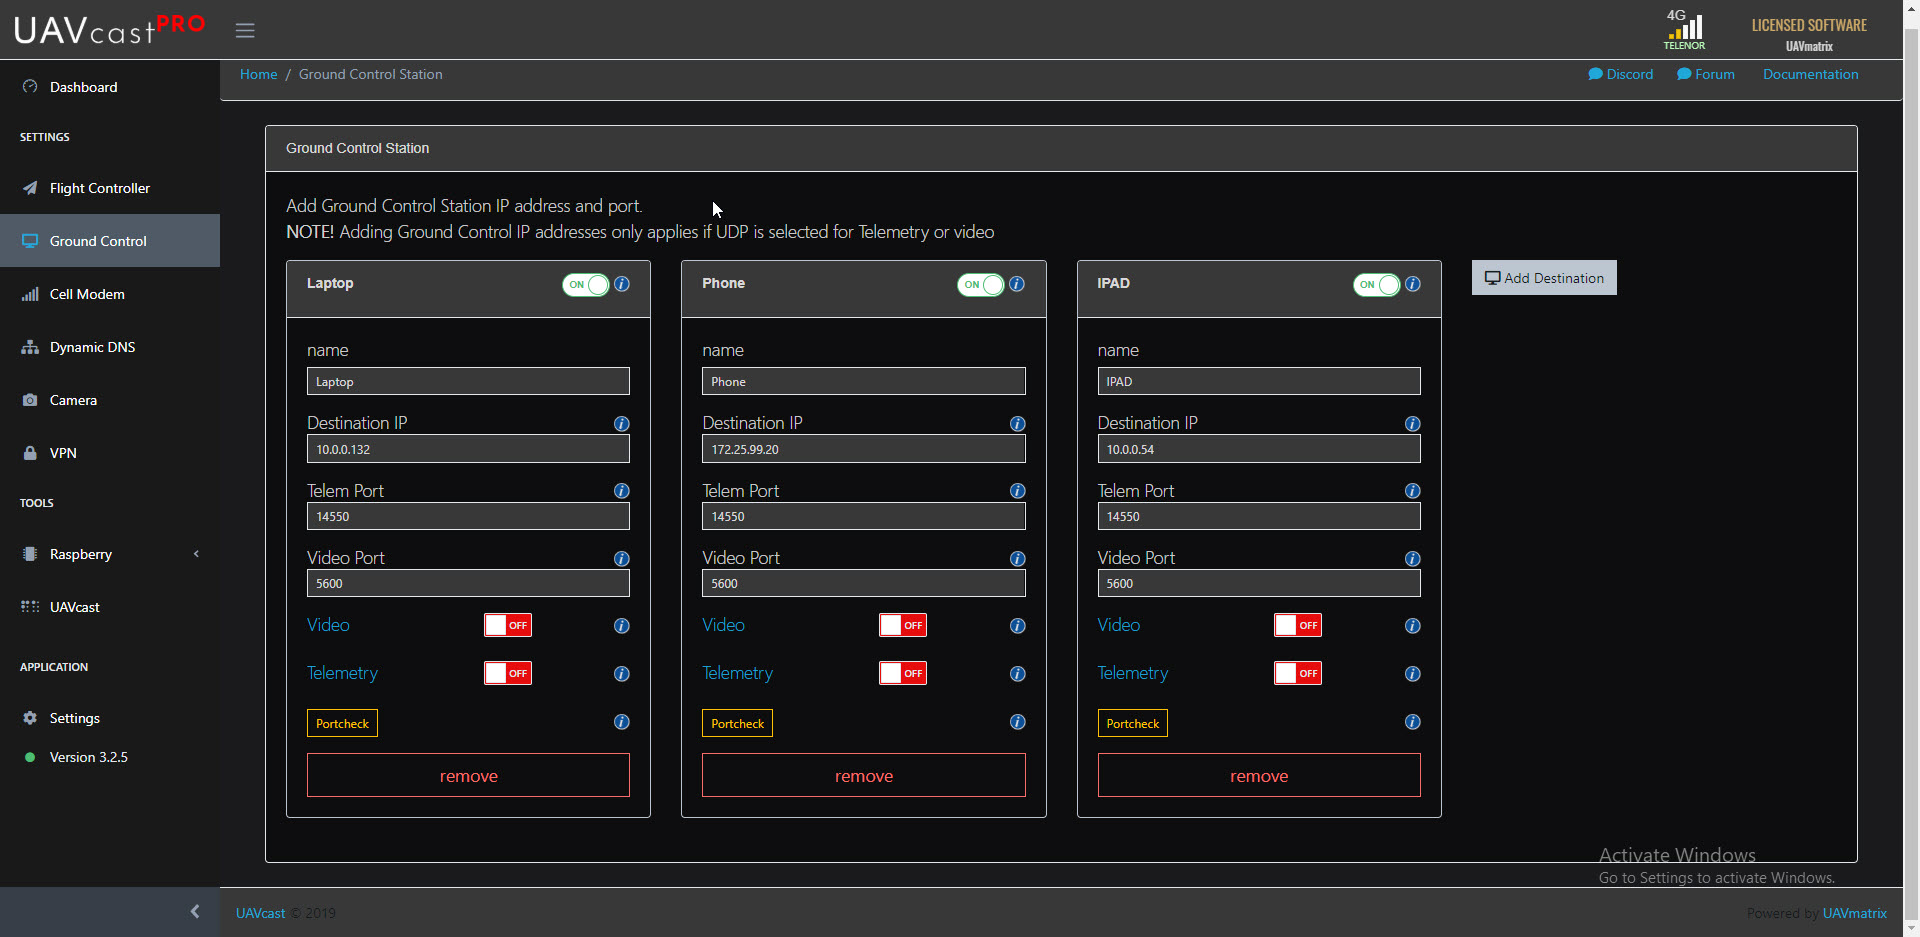 UAVcastPRO
4G
TELENOR
LICENSED SOFTWARE
UAVmatrix
Home / Ground Control Station
Discord
Forum
Documentation
Dashboard
SETTINGS
Flight Controller
Ground Control
Cell Modem
Dynamic DNS
Camera
VPN
TOOLS
Raspberry
UAVcast
APPLICATION
Settings
Version 3.2.5
Ground Control Station
Add Ground Control Station IP address and port.
NOTE! Adding Ground Control IP addresses only applies if UDP is selected for Telemetry or video
Laptop
ON
name
Laptop
Destination IP
10.0.0.132
Telem Port
14550
Video Port
5600
Video
OFF
Telemetry
OFF
Portcheck
remove
Phone
ON
name
Phone
Destination IP
172.25.99.20
Telem Port
14550
Video Port
5600
Video
OFF
Telemetry
OFF
Portcheck
remove
IPAD
ON
name
IPAD
Destination IP
10.0.0.54
Telem Port
14550
Video Port
5600
Video
OFF
Telemetry
OFF
Portcheck
remove
Add Destination
Activate Windows
Go to Settings to activate Windows.
UAVcast © 2019
Powered by UAVmatrix